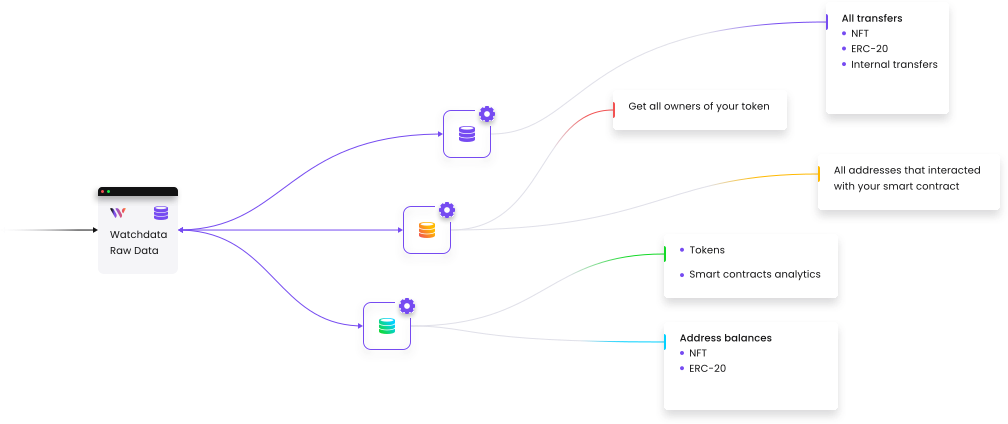 All transfers
NFT
ERC-20
Internal transfers
Get all owners of your token
All addresses that interacted
with your smart contract
Watchdata
Raw Data
Tokens
Smart contracts analytics
Address balances
NFT
ERC-20